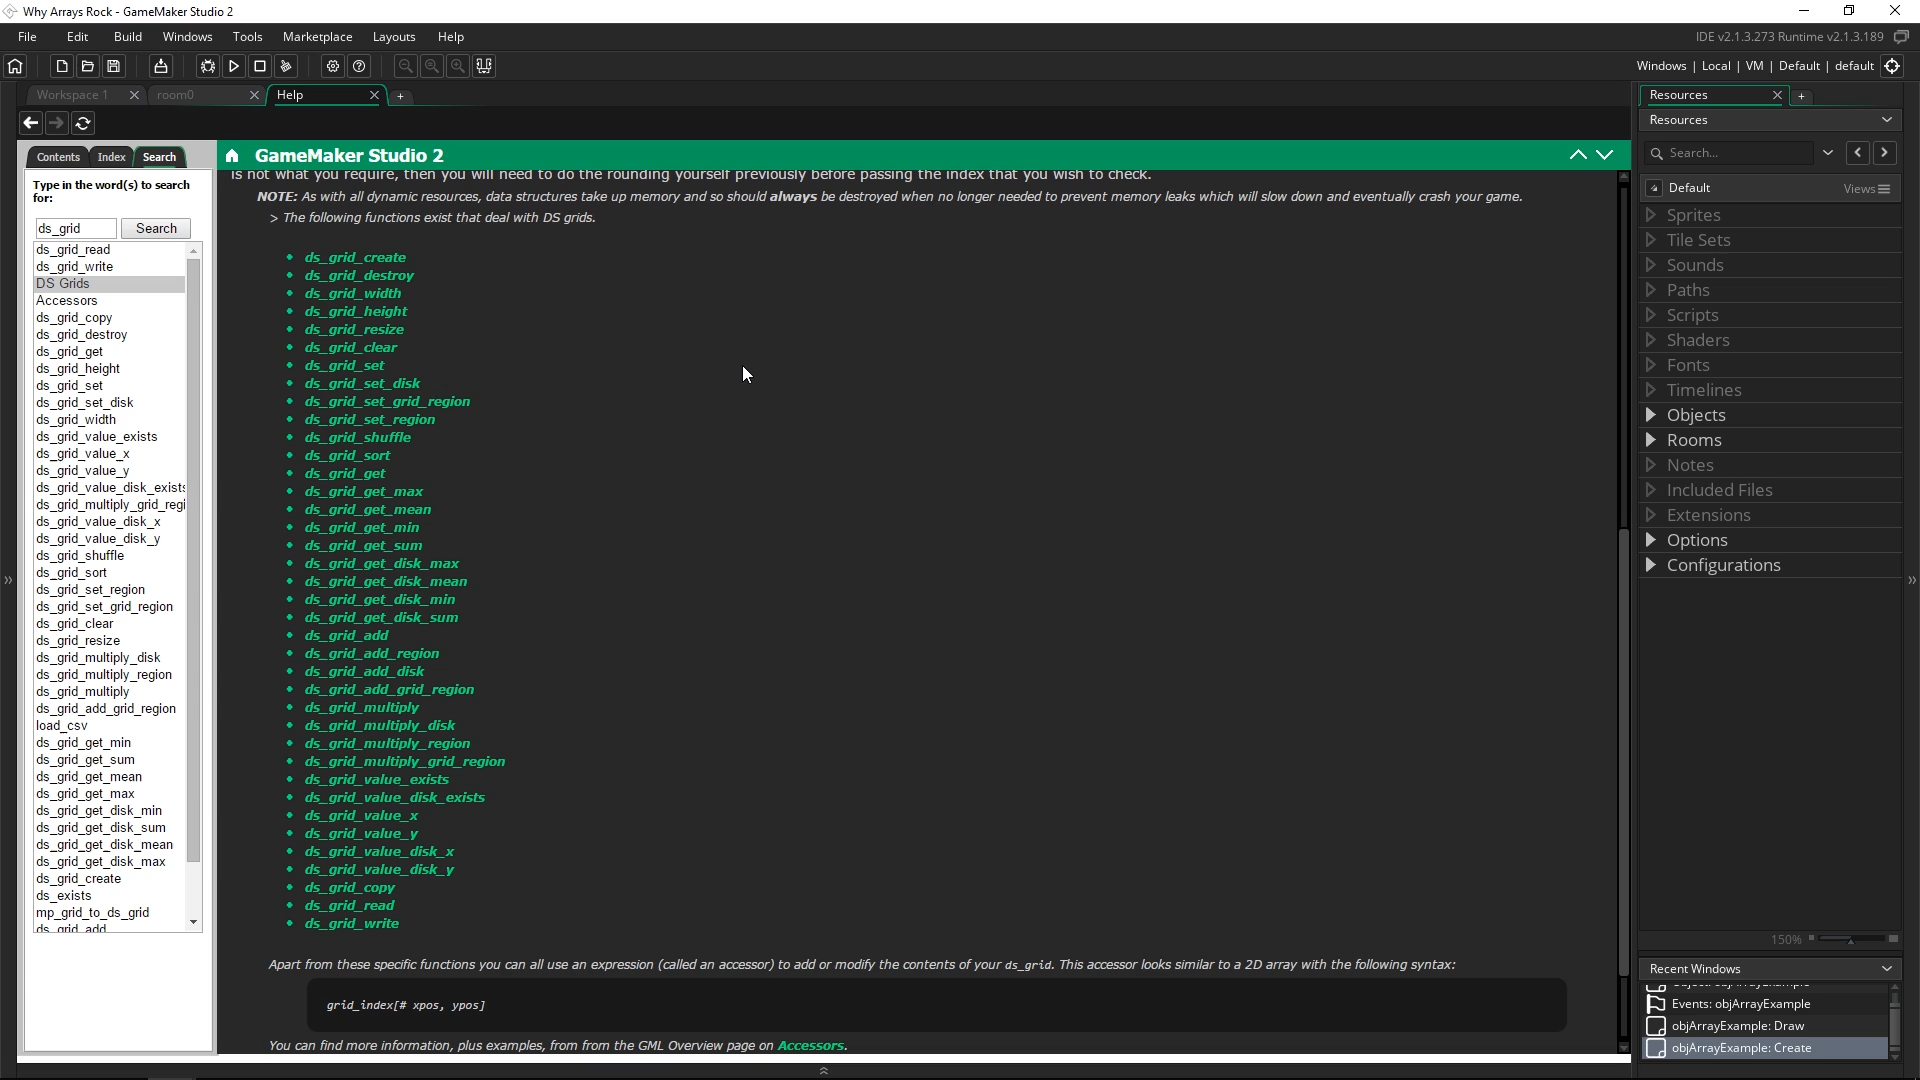 Why Arrays Rock - GameMaker Studio 2
File Edit Build Windows Tools Marketplace Layouts Help
IDE v2.1.3.273 Runtime v2.1.3.189
Windows | Local | VM | Default | default
Workspace 1
room0
Help
Contents Index Search
Type in the word(s) to search
for:
ds_grid
Search
ds_grid_read
ds_grid_write
DS Grids
Accessors
ds_grid_copy
ds_grid_destroy
ds_grid_get
ds_grid_height
ds_grid_set
ds_grid_set_disk
ds_grid_width
ds_grid_value_exists
ds_grid_value_x
ds_grid_value_y
ds_grid_value_disk_exists
ds_grid_multiply_grid_regi
ds_grid_value_disk_x
ds_grid_value_disk_y
ds_grid_shuffle
ds_grid_sort
ds_grid_set_region
ds_grid_set_grid_region
ds_grid_clear
ds_grid_resize
ds_grid_multiply_disk
ds_grid_multiply_region
ds_grid_multiply
ds_grid_add_grid_region
load_csv
ds_grid_get_min
ds_grid_get_sum
ds_grid_get_mean
ds_grid_get_max
ds_grid_get_disk_min
ds_grid_get_disk_sum
ds_grid_get_disk_mean
ds_grid_get_disk_max
ds_grid_create
ds_exists
mp_grid_to_ds_grid
ds_grid_add
GameMaker Studio 2
is not what you require, then you will need to do the rounding yourself previously before passing the index that you wish to check.
NOTE: As with all dynamic resources, data structures take up memory and so should always be destroyed when no longer needed to prevent memory leaks which will slow down and eventually crash your game.
> The following functions exist that deal with DS grids.
• ds_grid_create
• ds_grid_destroy
• ds_grid_width
• ds_grid_height
• ds_grid_resize
• ds_grid_clear
• ds_grid_set
• ds_grid_set_disk
• ds_grid_set_grid_region
• ds_grid_set_region
• ds_grid_shuffle
• ds_grid_sort
• ds_grid_get
• ds_grid_get_max
• ds_grid_get_mean
• ds_grid_get_min
• ds_grid_get_sum
• ds_grid_get_disk_max
• ds_grid_get_disk_mean
• ds_grid_get_disk_min
• ds_grid_get_disk_sum
• ds_grid_add
• ds_grid_add_region
• ds_grid_add_disk
• ds_grid_add_grid_region
• ds_grid_multiply
• ds_grid_multiply_disk
• ds_grid_multiply_region
• ds_grid_multiply_grid_region
• ds_grid_value_exists
• ds_grid_value_disk_exists
• ds_grid_value_x
• ds_grid_value_y
• ds_grid_value_disk_x
• ds_grid_value_disk_y
• ds_grid_copy
• ds_grid_read
• ds_grid_write
Apart from these specific functions you can all use an expression (called an accessor) to add or modify the contents of your ds_grid. This accessor looks similar to a 2D array with the following syntax:
grid_index[# xpos, ypos]
You can find more information, plus examples, from from the GML Overview page on Accessors.
Resources
Resources
Search...
Default
Views
Sprites
Tile Sets
Sounds
Paths
Scripts
Shaders
Fonts
Timelines
Objects
Rooms
Notes
Included Files
Extensions
Options
Configurations
150%
Recent Windows
Events: objArrayExample
objArrayExample: Draw
objArrayExample: Create